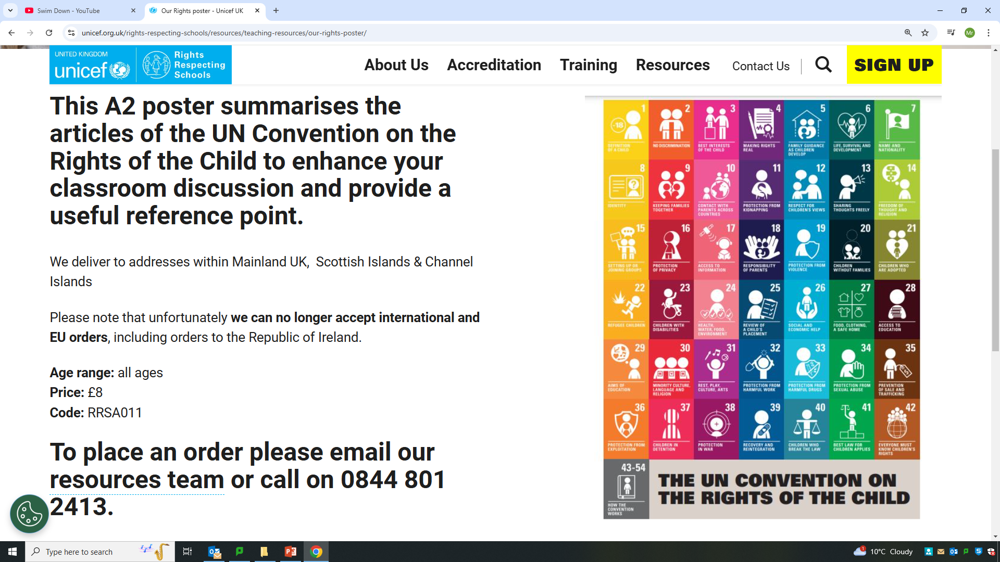 Swim Down - YouTube
Our Rights poster - Unicef UK
unicef.org.uk/rights-respecting-schools/resources/teaching-resources/our-rights-poster/
Mr
UNITED KINGDOM
unicef
Rights
Respecting
Schools
About Us
Accreditation
Training
Resources
Contact Us
SIGN UP
This A2 poster summarises the
articles of the UN Convention on the
Rights of the Child to enhance your
classroom discussion and provide a
useful reference point.
We deliver to addresses within Mainland UK, Scottish Islands & Channel
Islands
Please note that unfortunately we can no longer accept international and
EU orders, including orders to the Republic of Ireland.
Age range: all ages
Price: £8
Code: RRSA011
To place an order please email our
resources team or call on 0844 801
2413.
1
-18
DEFINITION
OF A CHILD
2
NO DISCRIMINATION
3
BEST INTERESTS
OF THE CHILD
4
MAKING RIGHTS
REAL
5
FAMILY GUIDANCE
AS CHILDREN
DEVELOP
6
LIFE, SURVIVAL AND
DEVELOPMENT
7
NAME AND
NATIONALITY
8
IDENTITY
9
KEEPING FAMILIES
TOGETHER
10
CONTACT WITH
PARENTS ACROSS
COUNTRIES
11
PROTECTION FROM
KIDNAPPING
12
RESPECT FOR
CHILDREN'S VIEWS
13
SHARING
THOUGHTS FREELY
14
FREEDOM OF
THOUGHT AND
RELIGION
15
SETTING UP OR
JOINING GROUPS
16
PROTECTION
OF PRIVACY
17
ACCESS TO
INFORMATION
18
RESPONSIBILITY
OF PARENTS
19
PROTECTION FROM
VIOLENCE
20
CHILDREN
WITHOUT FAMILIES
21
CHILDREN WHO
ARE ADOPTED
22
REFUGEE CHILDREN
23
CHILDREN WITH
DISABILITIES
24
HEALTH,
WATER, FOOD,
ENVIRONMENT
25
REVIEW OF
A CHILD'S
PLACEMENT
26
SOCIAL AND
ECONOMIC HELP
27
FOOD, CLOTHING,
A SAFE HOME
28
ACCESS TO
EDUCATION
29
AIMS OF
EDUCATION
30
MINORITY CULTURE,
LANGUAGE AND
RELIGION
31
REST, PLAY,
CULTURE, ARTS
32
PROTECTION FROM
HARMFUL WORK
33
PROTECTION FROM
HARMFUL DRUGS
34
PROTECTION FROM
SEXUAL ABUSE
35
PREVENTION
OF SALE AND
TRAFFICKING
36
PROTECTION FROM
EXPLOITATION
37
CHILDREN IN
DETENTION
38
PROTECTION
IN WAR
39
RECOVERY AND
REINTEGRATION
40
CHILDREN WHO
BREAK THE LAW
41
BEST LAW FOR
CHILDREN APPLIES
42
EVERYONE MUST
KNOW CHILDREN'S
RIGHTS
43-54
HOW THE
CONVENTION
WORKS
THE UN CONVENTION ON
THE RIGHTS OF THE CHILD
Type here to search
1
10°C Cloudy